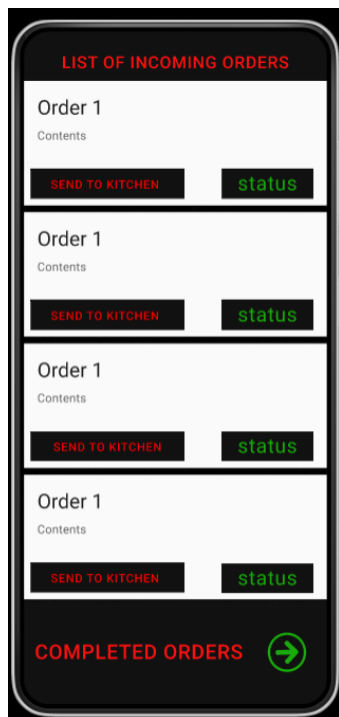 LIST OF INCOMING ORDERS
Order 1
Contents
SEND TO KITCHEN status
Order 1
Contents
SEND TO KITCHEN status
Order 1
Contents
SEND TO KITCHEN status
Order 1
Contents
SEND TO KITCHEN status
COMPLETED ORDERS